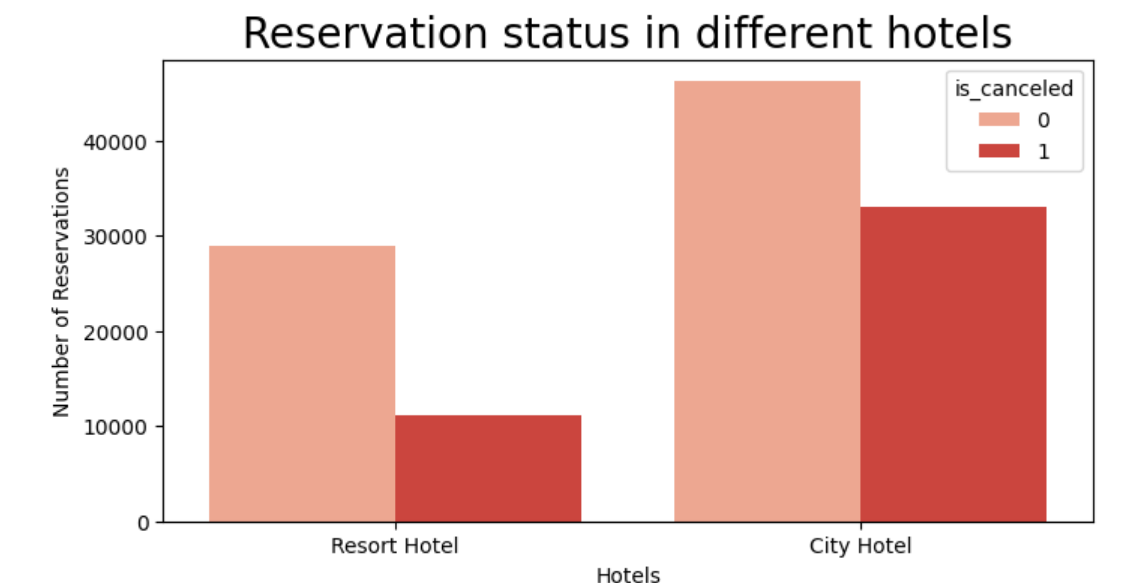 Reservation status in different hotels
is_canceled
0
1
Number of Reservations
40000
30000
20000
10000
0
Resort Hotel
City Hotel
Hotels